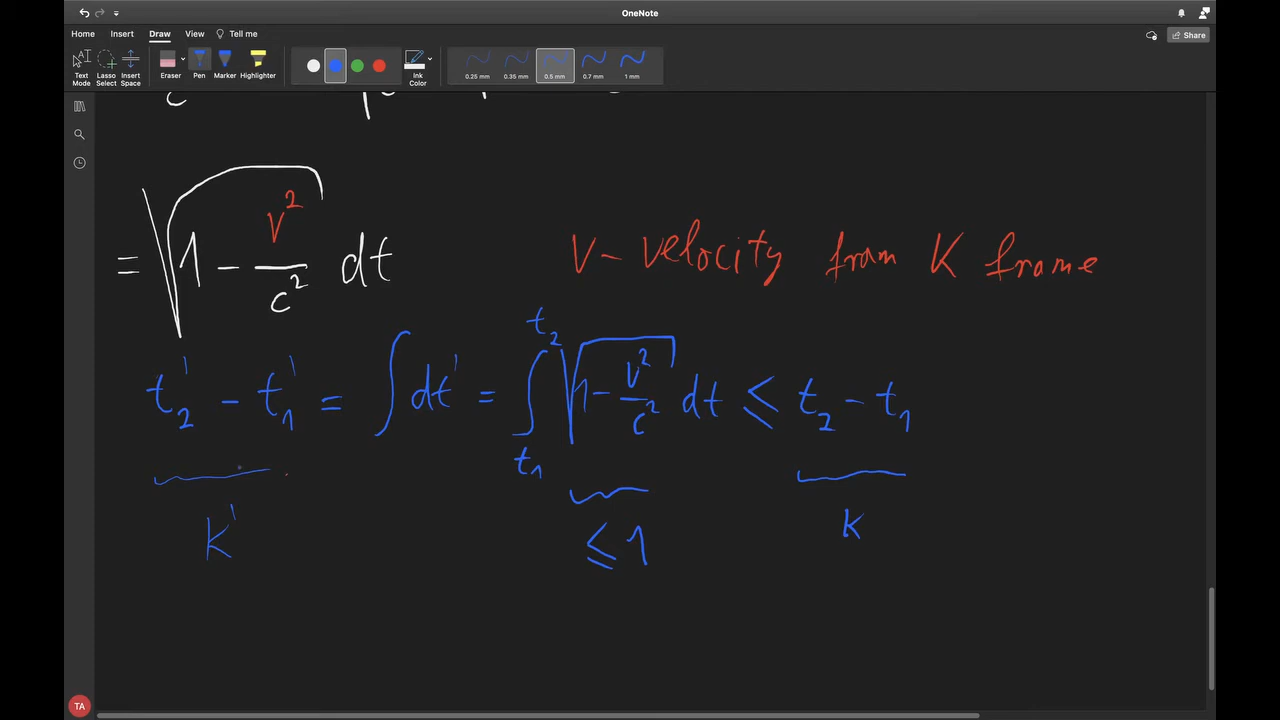 OneNote
Home Insert Draw View Tell me
Share
Text Mode Lasso Select Insert Space Eraser Pen Marker Highlighter Ink Color 0.25 mm 0.35 mm 0.5 mm 0.7 mm 1 mm
= √(1 - v²/c²) dt
v - velocity from K frame
t₂' - t₁' = ∫ dt' = ∫_{t₁}^{t₂} √(1 - v²/c²) dt ≤ t₂ - t₁
K' ≤ 1 K
TA